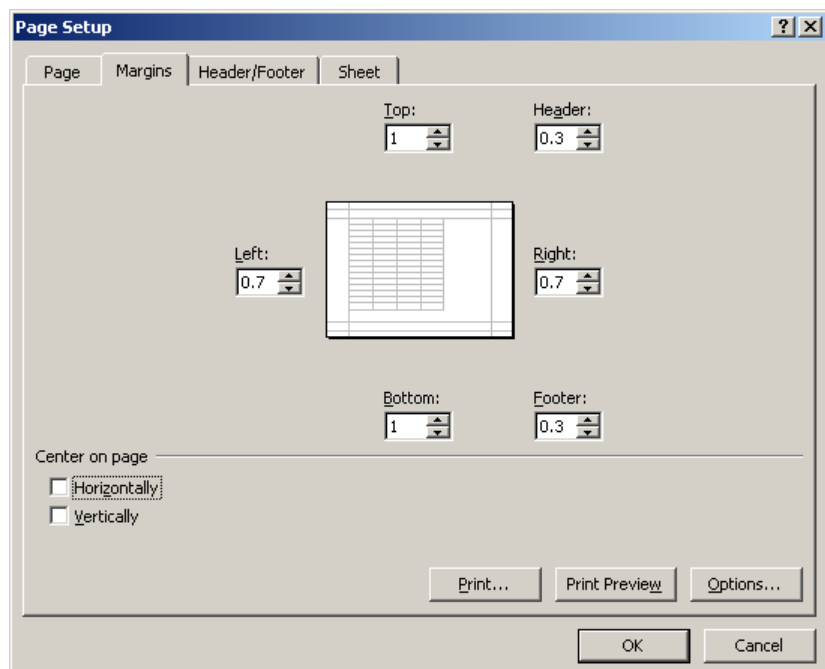 Page Setup
Page Margins Header/Footer Sheet
Top: Header:
1 0.3
Left: Right:
0.7 0.7
Bottom: Footer:
1 0.3
Center on page
Horizontally
Vertically
Print... Print Preview Options...
OK Cancel